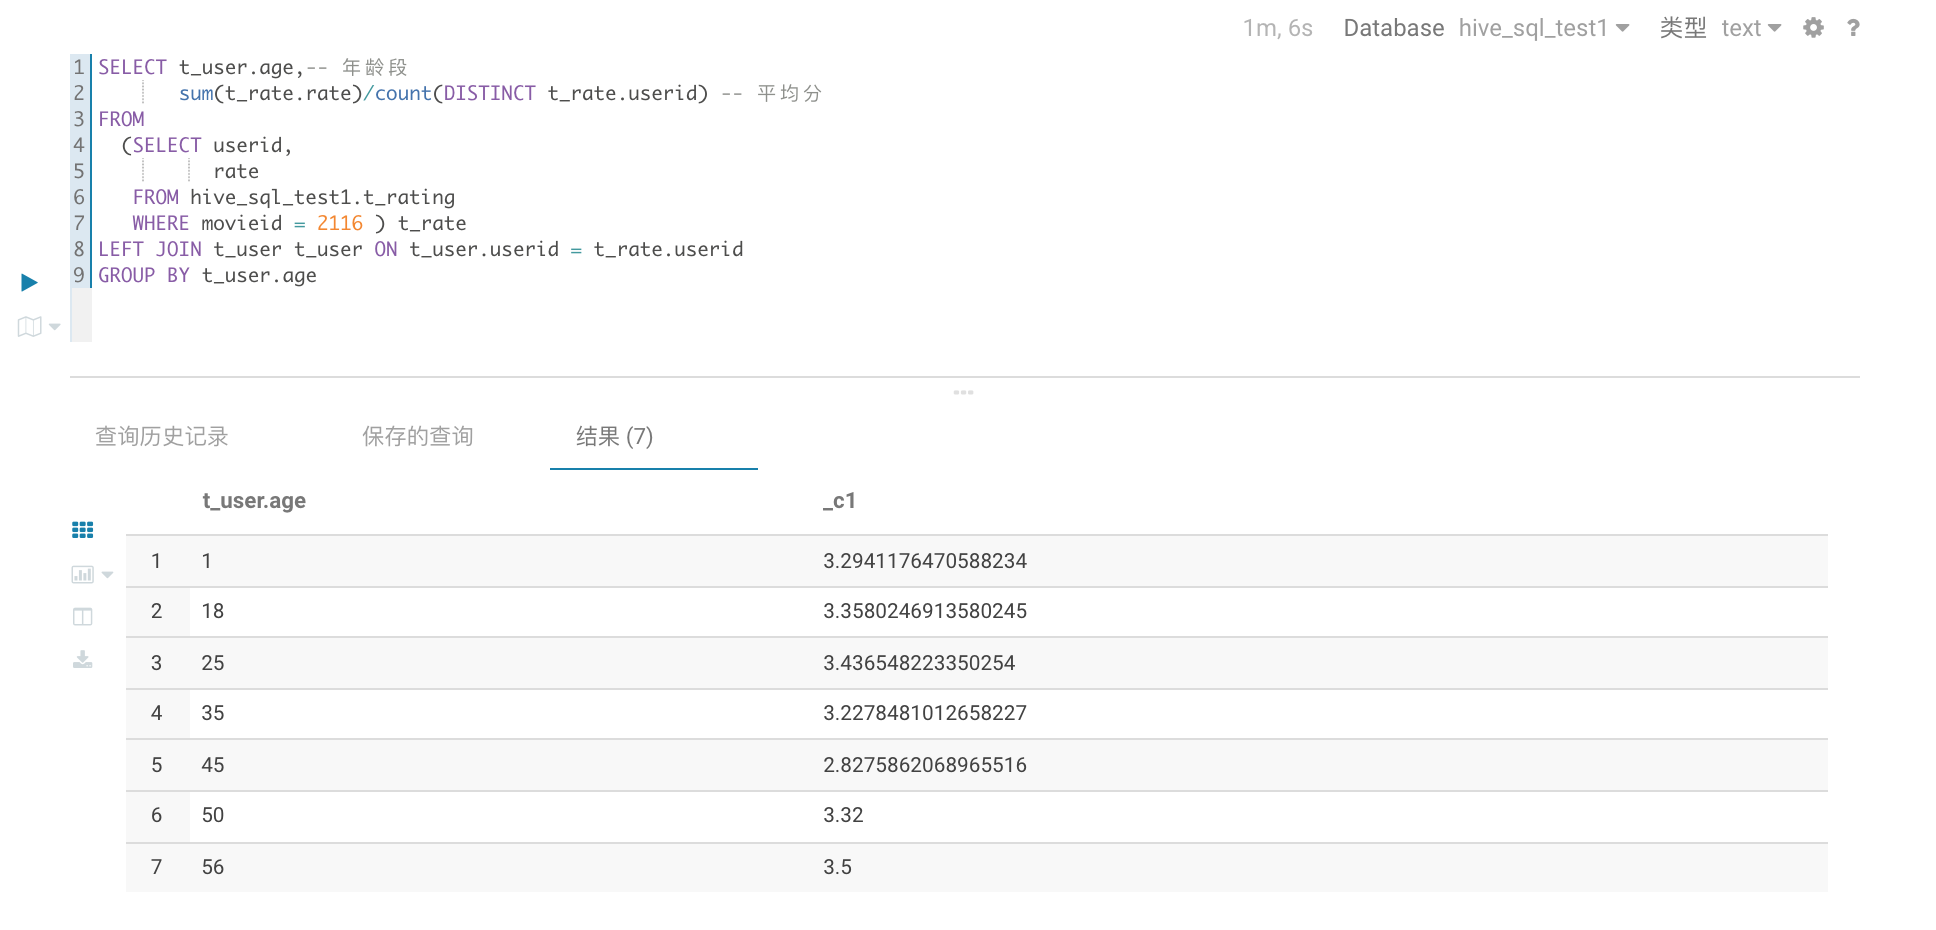 1m, 6s Database hive_sql_test1 类型 text ?
1 SELECT t_user.age,-- 年龄段
2 sum(t_rate.rate)/count(DISTINCT t_rate.userid) -- 平均分
3 FROM
4 (SELECT userid,
5 rate
6 FROM hive_sql_test1.t_rating
7 WHERE movieid = 2116 ) t_rate
8 LEFT JOIN t_user t_user ON t_user.userid = t_rate.userid
9 GROUP BY t_user.age
查询历史记录 保存的查询 结果 (7)
t_user.age _c1
1 1 3.2941176470588234
2 18 3.3580246913580245
3 25 3.436548223350254
4 35 3.2278481012658227
5 45 2.8275862068965516
6 50 3.32
7 56 3.5